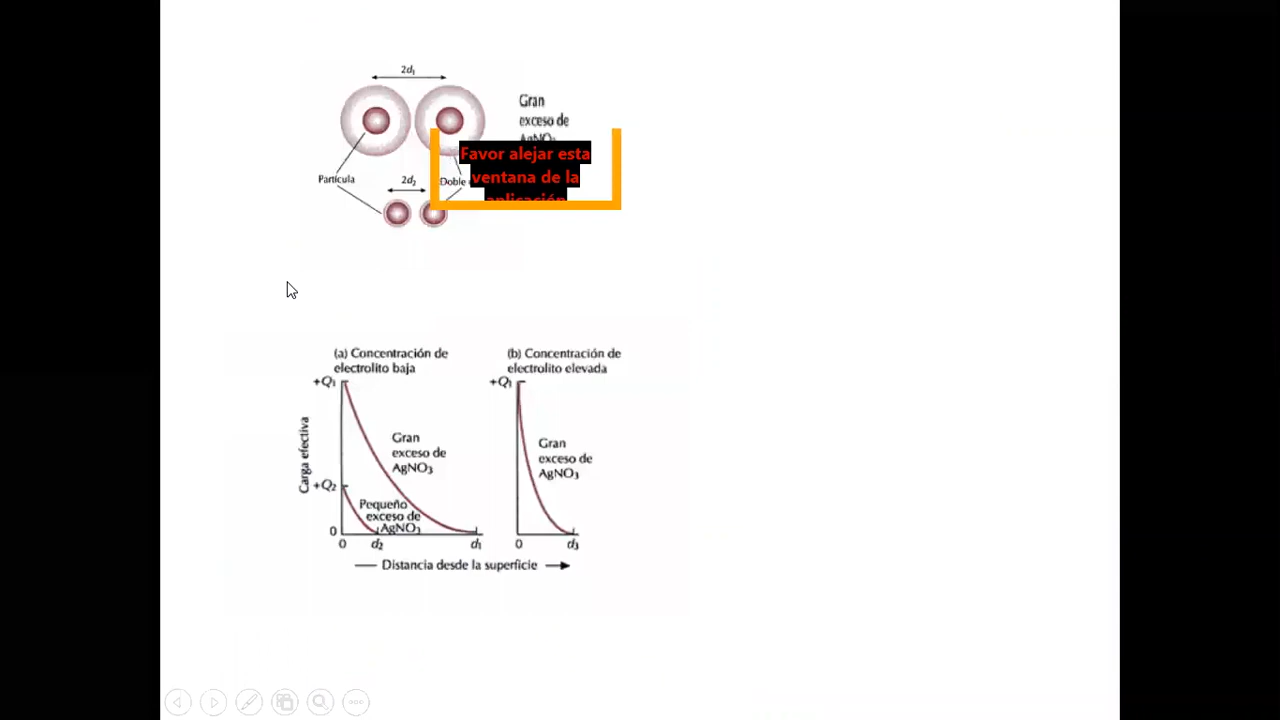 2d₁
Gran
exceso de
AgNO₃
Favor alejar esta
ventana de la
aplicación
Partícula
2d₂
Doble
(a) Concentración de
electrolito baja
+Q₁
Carga efectiva
Gran
exceso de
AgNO₃
+Q₂
Pequeño
exceso de
AgNO₃
0
0
d₂
d₁
(b) Concentración de
electrolito elevada
+Q₁
Gran
exceso de
AgNO₃
0
d₃
Distancia desde la superficie